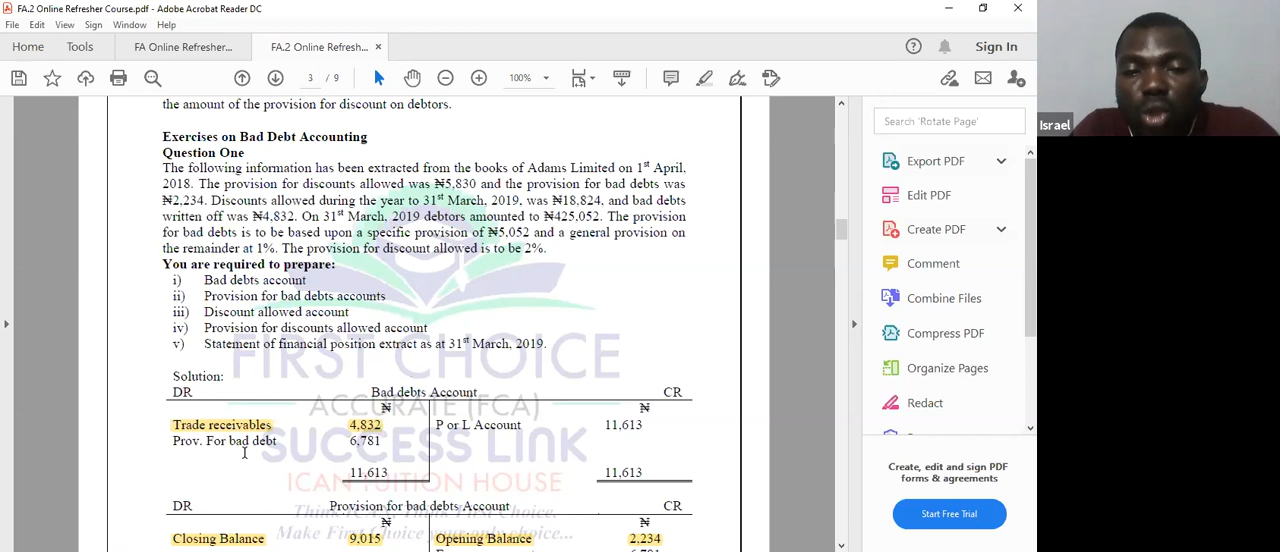 FA.2 Online Refresher Course.pdf - Adobe Acrobat Reader DC
File Edit View Sign Window Help
Home Tools FA Online Refresher... FA.2 Online Refresh... ×
Sign In
3 / 9 100%
the amount of the provision for discount on debtors.
Exercises on Bad Debt Accounting
Question One
The following information has been extracted from the books of Adams Limited on 1st April,
2018. The provision for discounts allowed was ₦5,830 and the provision for bad debts was
₦2,234. Discounts allowed during the year to 31st March, 2019, was ₦18,824, and bad debts
written off was ₦4,832. On 31st March, 2019 debtors amounted to ₦425,052. The provision
for bad debts is to be based upon a specific provision of ₦5,052 and a general provision on
the remainder at 1%. The provision for discount allowed is to be 2%.
You are required to prepare:
i) Bad debts account
ii) Provision for bad debts accounts
iii) Discount allowed account
iv) Provision for discounts allowed account
v) Statement of financial position extract as at 31st March, 2019.
FIRST CHOICE
Solution:
DR Bad debts Account CR
ACCURATE (FCA)
₦ ₦
Trade receivables 4,832 P or L Account 11,613
Prov. For bad debt 6,781
SUCCESS LINK
11,613 11,613
ICAN TUITION HOUSE
DR Provision for bad debts Account CR
₦ ₦
Make First Choice your only choice...
Closing Balance 9,015 Opening Balance 2,234
Search 'Rotate Page'
Export PDF
Edit PDF
Create PDF
Comment
Combine Files
Compress PDF
Organize Pages
Redact
Create, edit and sign PDF
forms & agreements
Start Free Trial
Israel